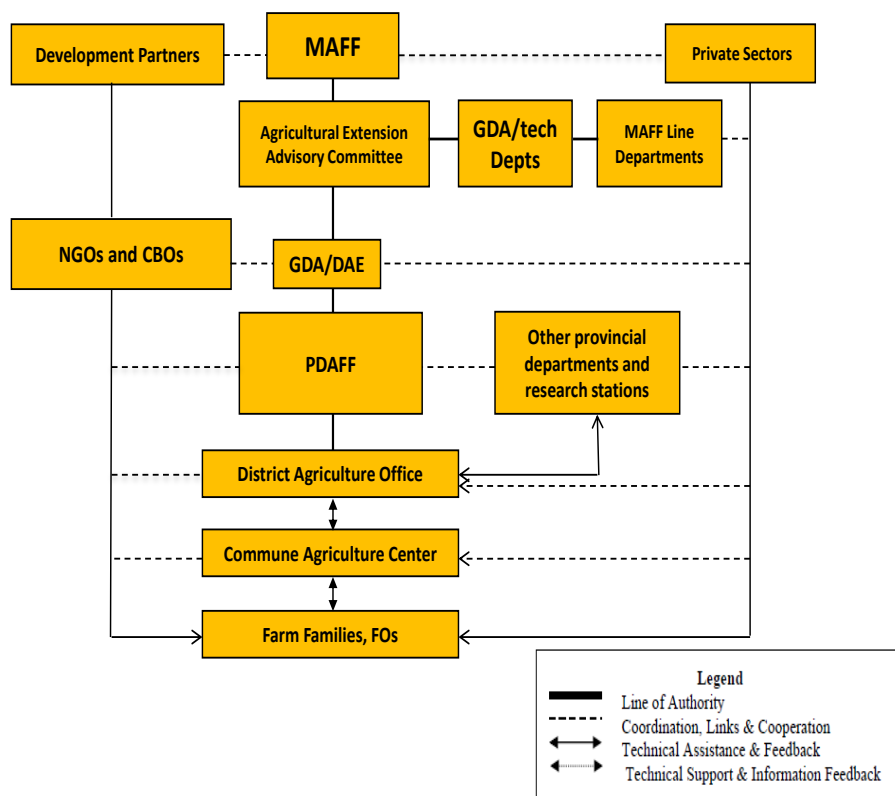 Development Partners
MAFF
Private Sectors
Agricultural Extension
Advisory Committee
GDA/tech
Depts
MAFF Line
Departments
NGOs and CBOs
GDA/DAE
PDAFF
Other provincial
departments and
research stations
District Agriculture Office
Commune Agriculture Center
Farm Families, FOs
Legend
Line of Authority
Coordination, Links & Cooperation
Technical Assistance & Feedback
Technical Support & Information Feedback